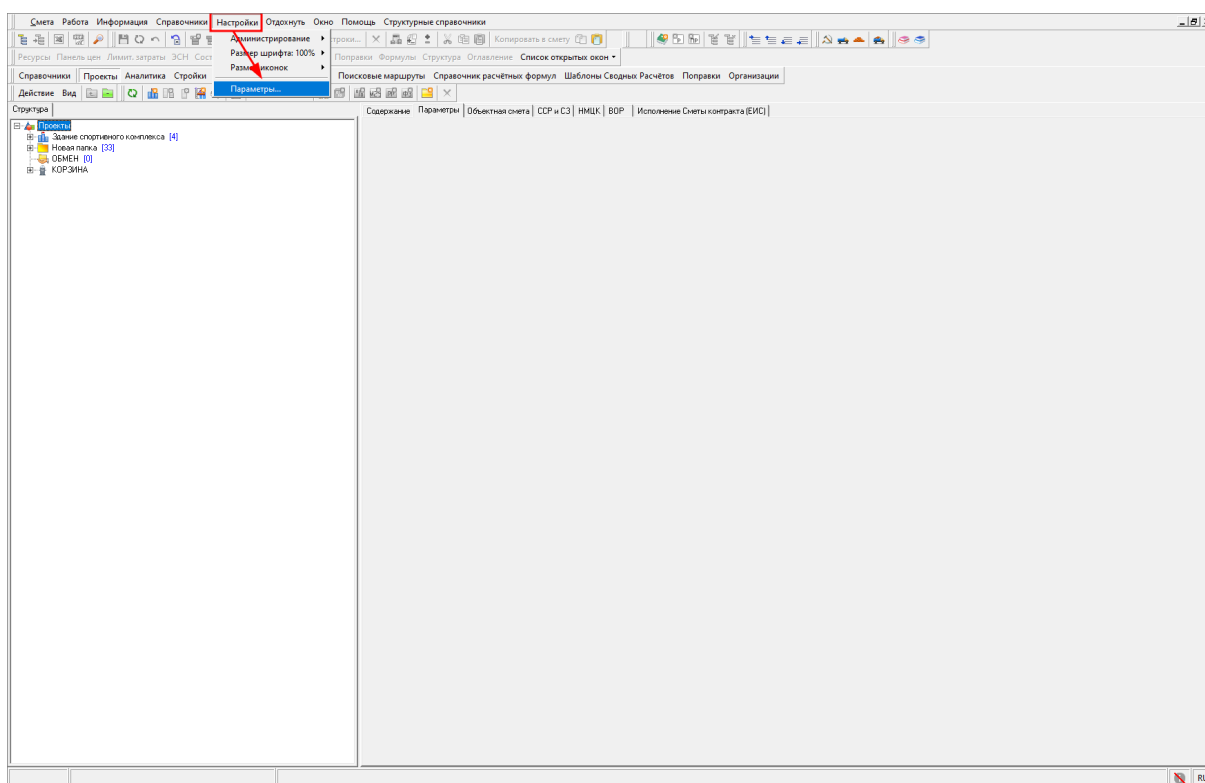 Смета Работа Информация Справочники Настройки Отдохнуть Окно Помощь Структурные справочники
Администрирование
Копировать в смету
Ресурсы Панель цен Лимит. затраты ЗСН
Размер шрифта: 100%
Поправки Формулы Структура Оглавление Список открытых окон
Размер иконок
Справочники Проекты Аналитика Стройки
Поисковые маршруты Справочник расчётных формул Шаблоны Сводных Расчётов Поправки Организации
Действие Вид
Параметры...
Структура
Содержание Параметры Объектная смета ССР и СЗ НМЦК ВОР Исполнение Сметы контракта (ЕИС)
Проекты
Здание спортивного комплекса [4]
Новая папка [33]
ОБМЕН [0]
КОРЗИНА
RU